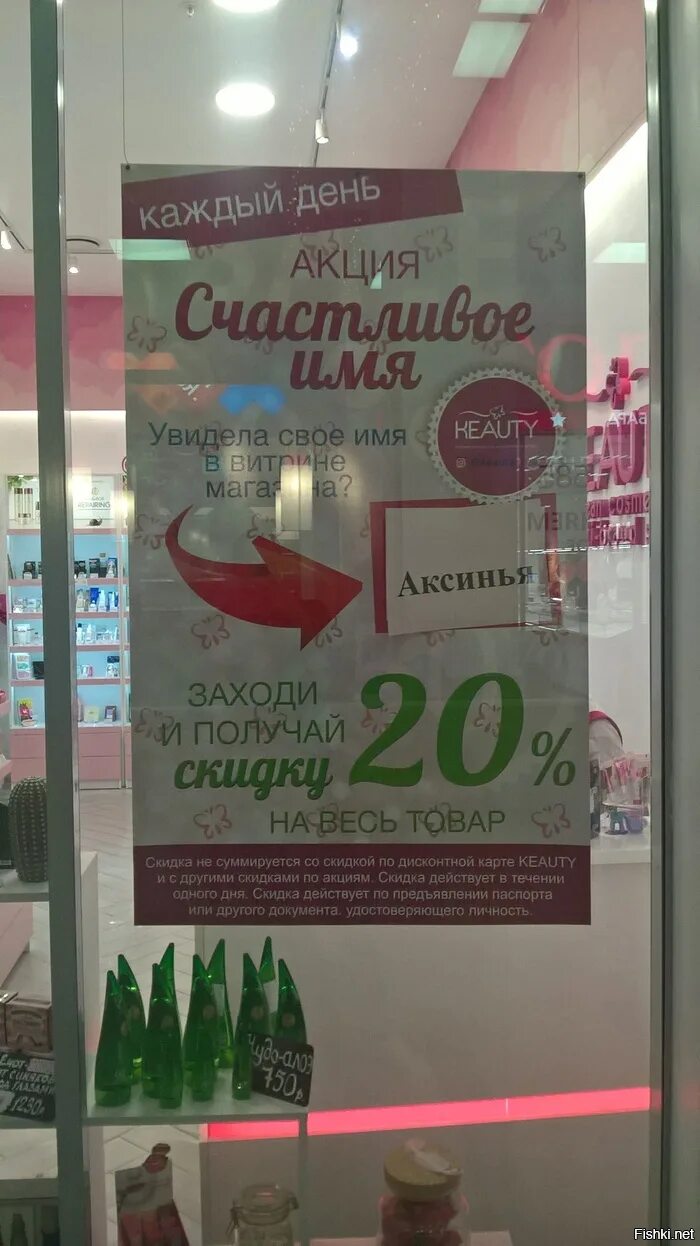 каждый день
АКЦИЯ
Счастливое
имя
Увидела свое имя
в витрине
магазина?
KEAUTY
Аксинья
ЗАХОДИ
И ПОЛУЧАЙ
скидку
20%
НА ВЕСЬ ТОВАР
Скидка не суммируется со скидкой по дисконтной карте KEAUTY
и с другими скидками по акциям. Скидка действует в течении
одного дня. Скидка действует по предъявлении паспорта
или другого документа. удостоверяющего личность.
REPAIRING
Чудо-алоэ
750р
1230р
Fishki.net